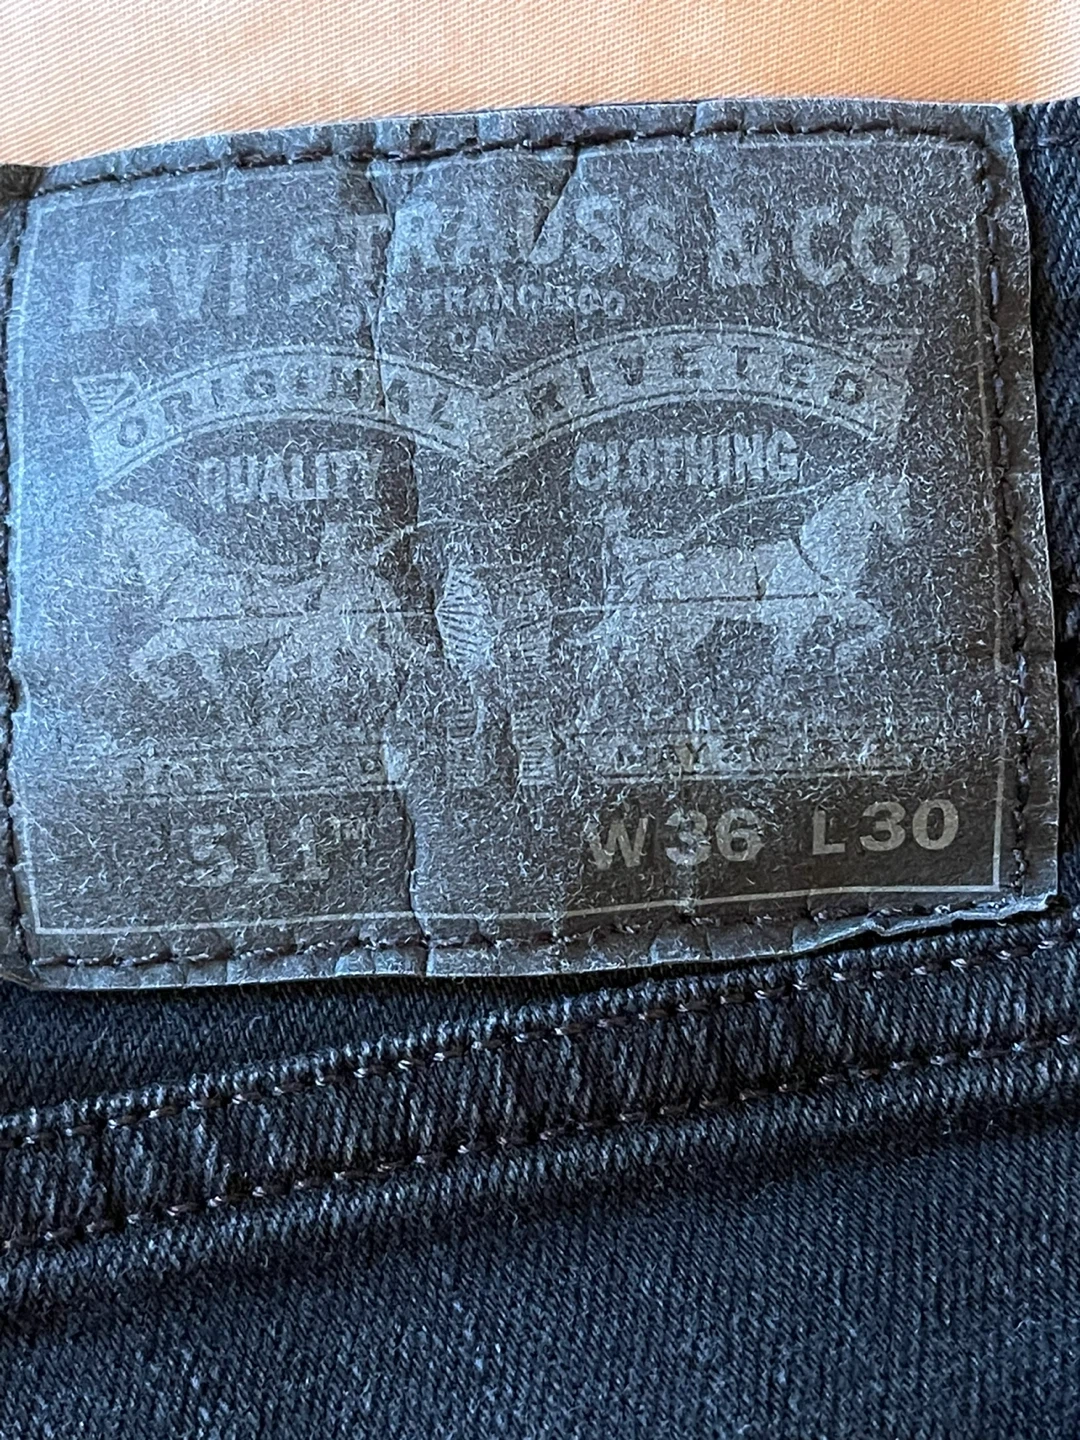 LEVI STRAUSS & CO.
SAN FRANCISCO
CAL
ORIGINAL RIVETED
QUALITY CLOTHING
511™ W36 L30